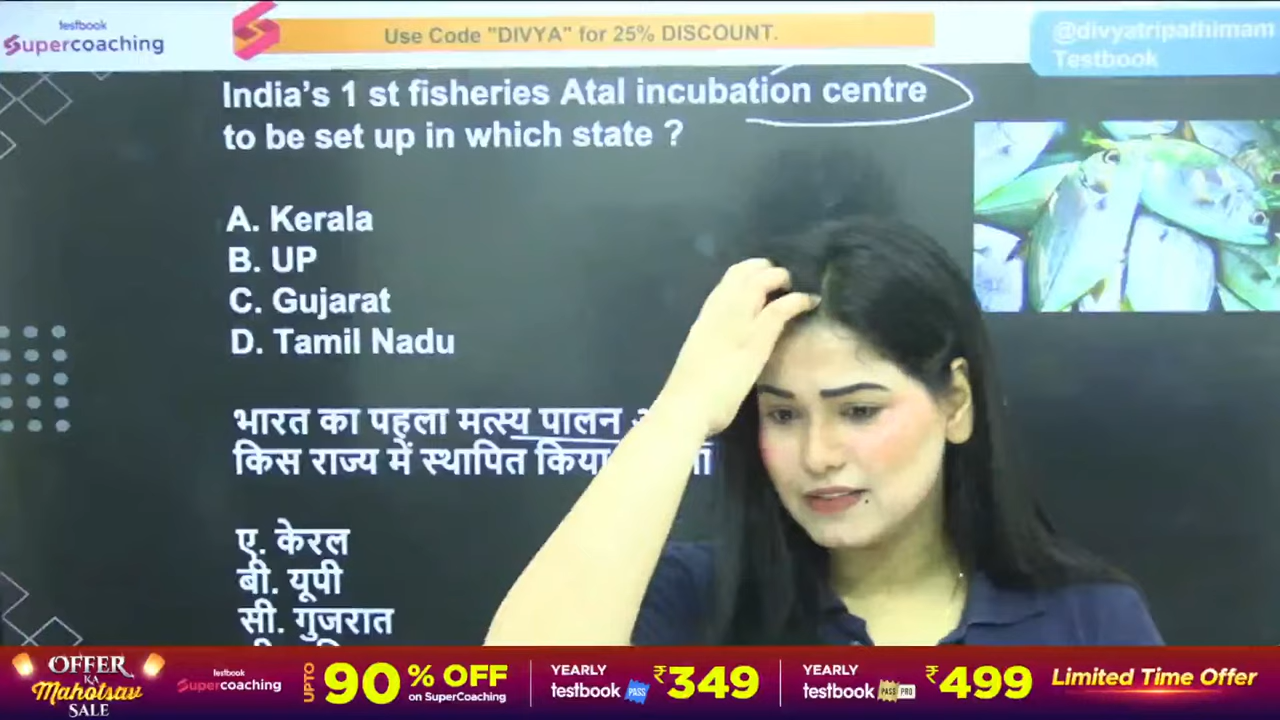 testbook
Supercoaching
Use Code "DIVYA" for 25% DISCOUNT.
@divyatripathimam
Testbook
India's 1 st fisheries Atal incubation centre
to be set up in which state ?
A. Kerala
B. UP
C. Gujarat
D. Tamil Nadu
भारत का पहला मत्स्य पालन
किस राज्य में स्थापित किया
ए. केरल
बी. यूपी
सी. गुजरात
OFFER
KA
Mahotsav
SALE
testbook
Supercoaching
UPTO 90% OFF
on SuperCoaching
YEARLY
testbook PASS
₹349
YEARLY
testbook PASS PRO
₹499
Limited Time Offer